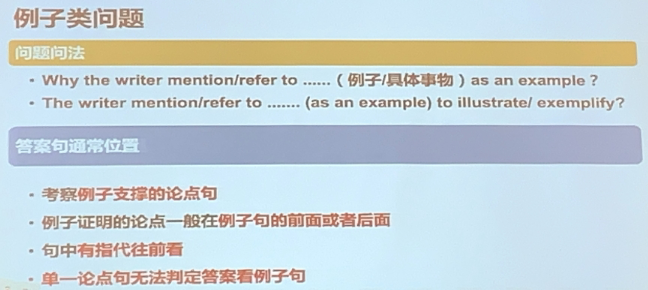 例子类问题
问题问法
• Why the writer mention/refer to ......（例子/具体事物）as an example？
• The writer mention/refer to ....... (as an example) to illustrate/ exemplify?
答案句通常位置
• 考察例子支撑的论点句
• 例子证明的论点一般在例子句的前面或者后面
• 句中有指代往前看
• 单一论点句无法判定答案看例子句